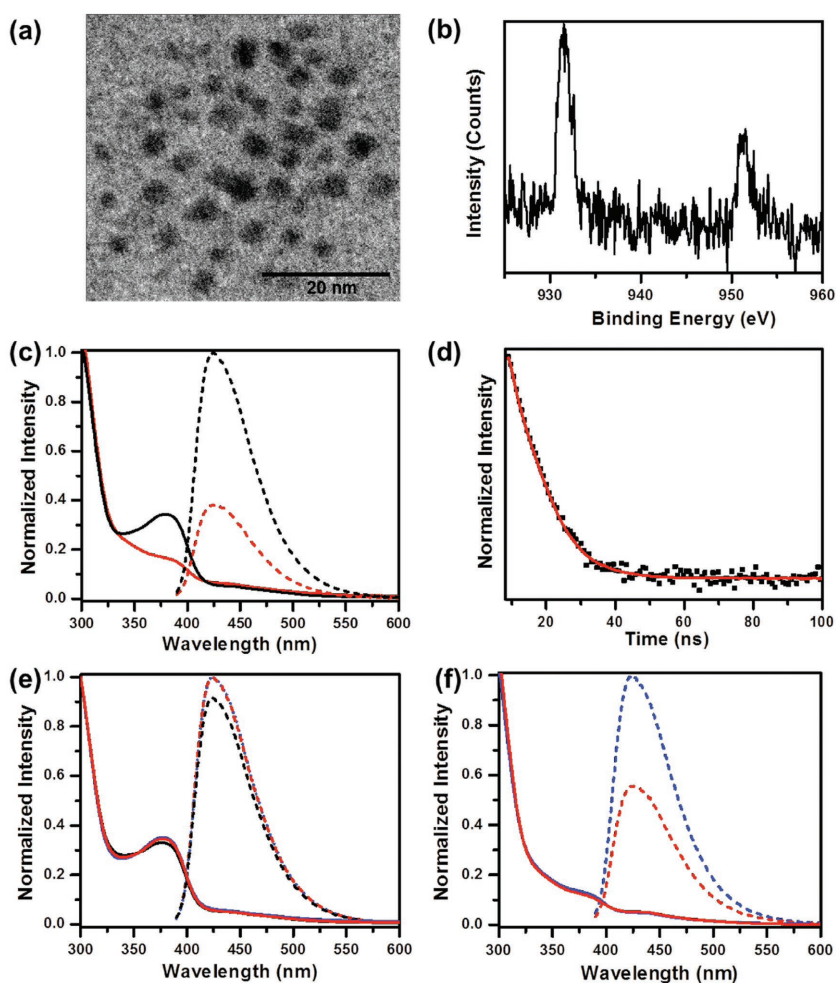 (a)
20 nm
(b)
Intensity (Counts)
930 940 950 960
Binding Energy (eV)
(c)
Normalized Intensity
1.0
0.8
0.6
0.4
0.2
0.0
300 350 400 450 500 550 600
Wavelength (nm)
(d)
Normalized Intensity
20 40 60 80 100
Time (ns)
(e)
Normalized Intensity
1.0
0.8
0.6
0.4
0.2
0.0
300 350 400 450 500 550 600
Wavelength (nm)
(f)
Normalized Intensity
1.0
0.8
0.6
0.4
0.2
0.0
300 350 400 450 500 550 600
Wavelength (nm)